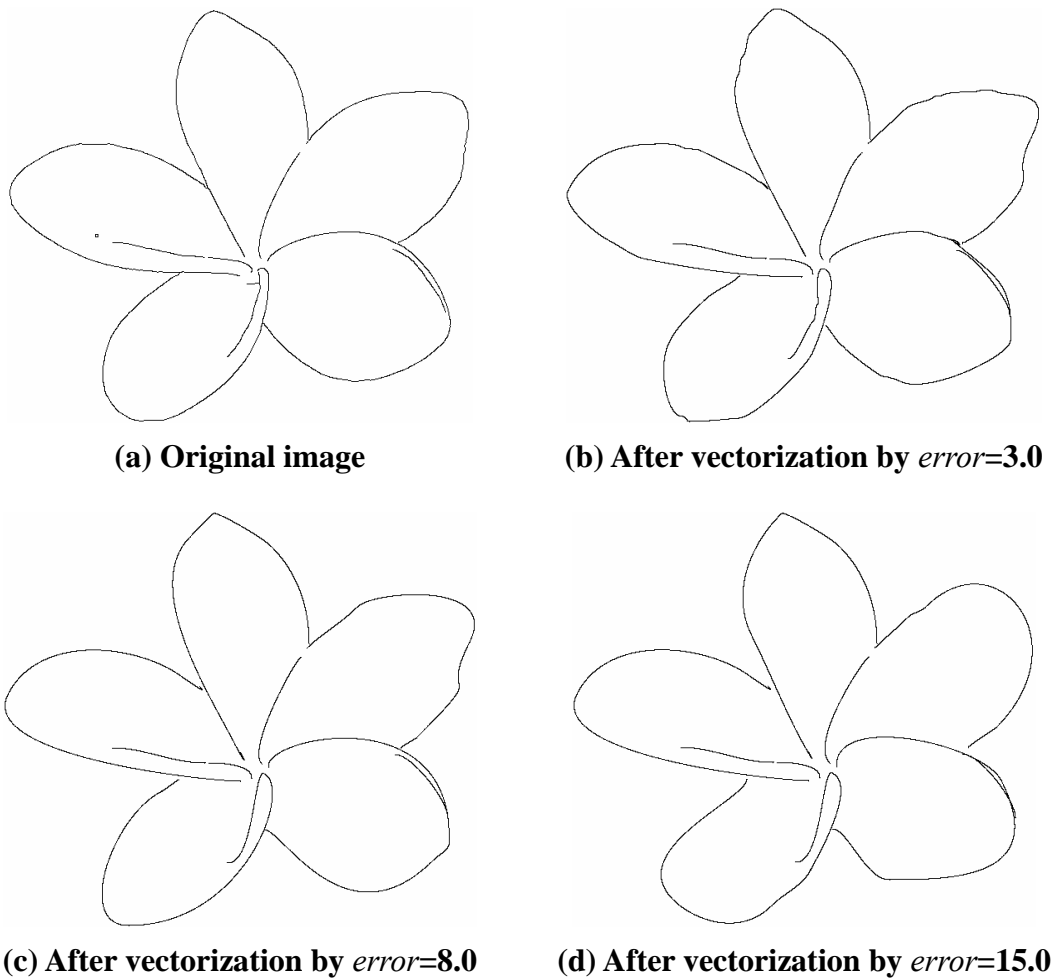 (a) Original image
(b) After vectorization by error=3.0
(c) After vectorization by error=8.0
(d) After vectorization by error=15.0